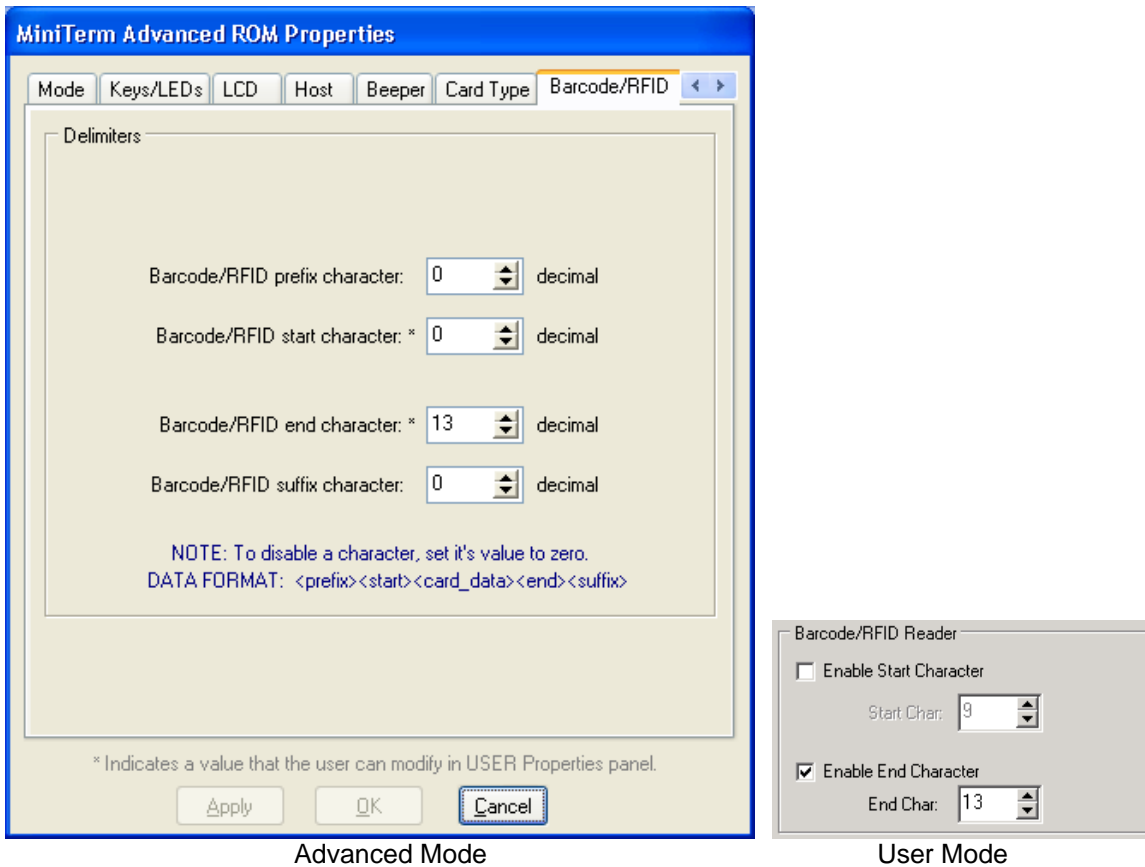 MiniTerm Advanced ROM Properties
Mode Keys/LEDs LCD Host Beeper Card Type Barcode/RFID
Delimiters
Barcode/RFID prefix character: 0 decimal
Barcode/RFID start character: * 0 decimal
Barcode/RFID end character: * 13 decimal
Barcode/RFID suffix character: 0 decimal
NOTE: To disable a character, set it's value to zero.
DATA FORMAT: <prefix><start><card_data><end><suffix>
* Indicates a value that the user can modify in USER Properties panel.
Apply OK Cancel
Advanced Mode
Barcode/RFID Reader
Enable Start Character
Start Char: 9
Enable End Character
End Char: 13
User Mode